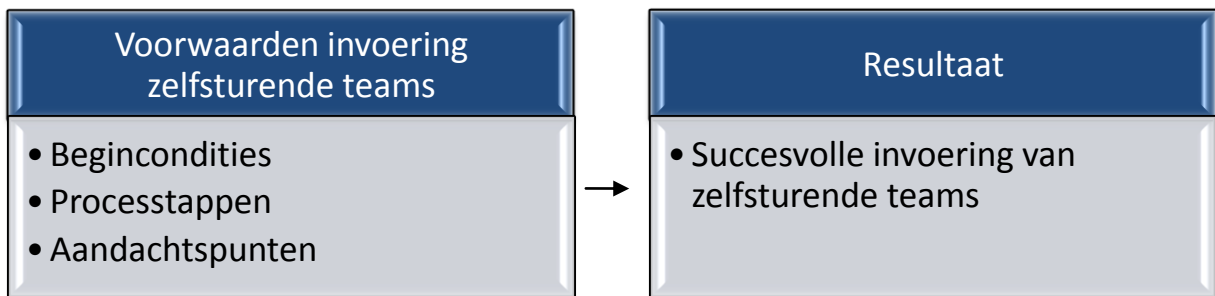 Voorwaarden invoering
zelfsturende teams
• Begincondities
• Processtappen
• Aandachtspunten
Resultaat
• Succesvolle invoering van
zelfsturende teams